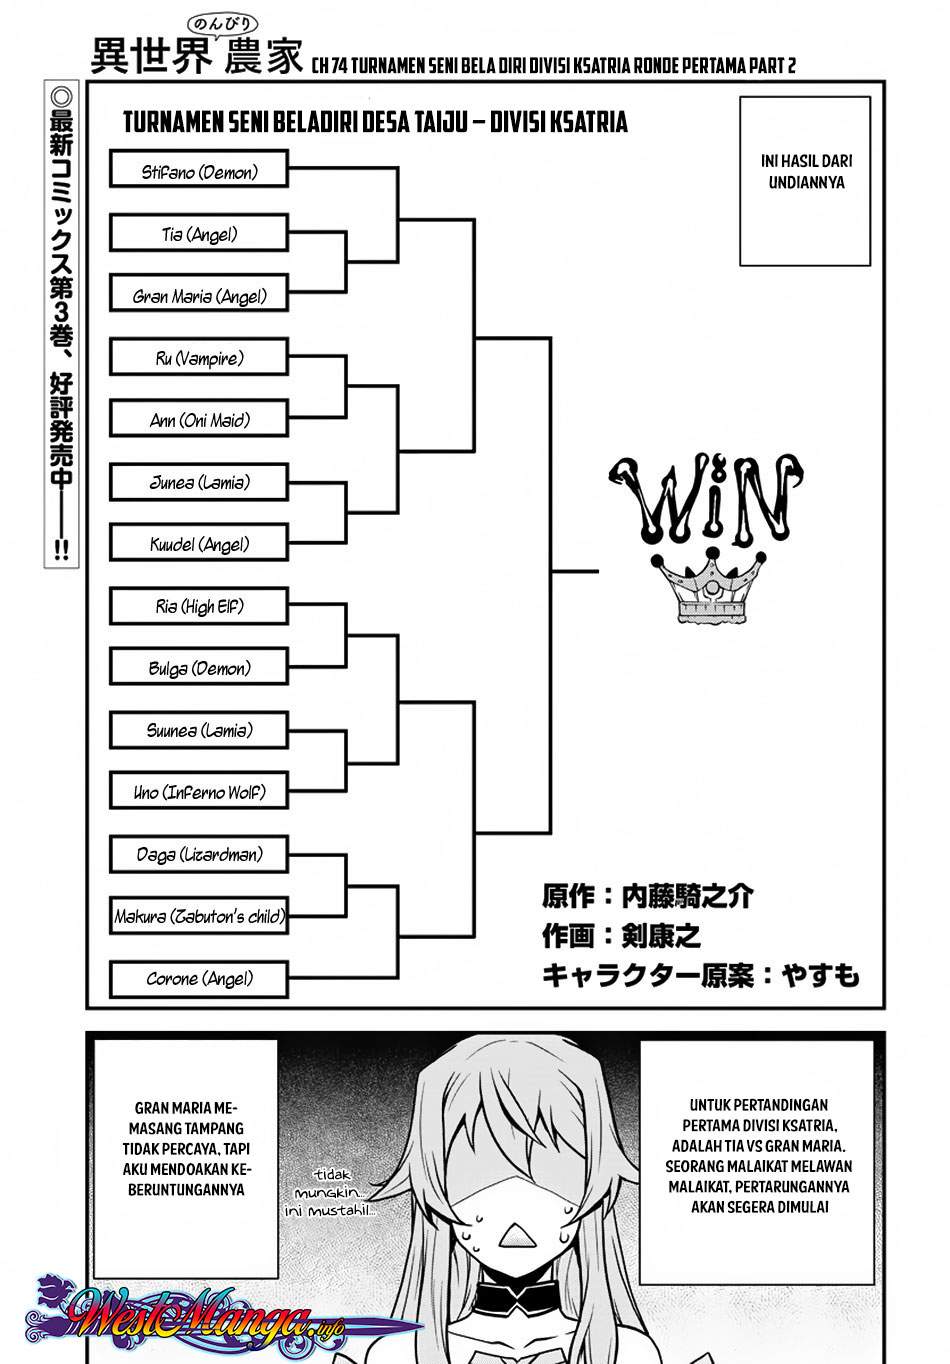 異世界のんびり農家
CH 74 TURNAMEN SENI BELA DIRI DIVISI KSATRIA RONDE PERTAMA PART 2
◎最新コミックス第3巻、好評発売中――!!
TURNAMEN SENI BELADIRI DESA TAIJU – DIVISI KSATRIA
INI HASIL DARI
UNDIANNYA
Stifano (Demon)
Tia (Angel)
Gran Maria (Angel)
Ru (Vampire)
Ann (Oni Maid)
Junea (Lamia)
Kuudel (Angel)
Ria (High Elf)
Bulga (Demon)
Suunea (Lamia)
Uno (Inferno Wolf)
Daga (Lizardman)
Makura (Zabuton's child)
Corone (Angel)
WiN
原作：内藤騎之介
作画：剣康之
キャラクター原案：やすも
UNTUK PERTANDINGAN
PERTAMA DIVISI KSATRIA,
ADALAH TIA VS GRAN MARIA.
SEORANG MALAIKAT MELAWAN
MALAIKAT, PERTARUNGANNYA
AKAN SEGERA DIMULAI
tidak
mungkin...
ini mustahil...
GRAN MARIA ME-
MASANG TAMPANG
TIDAK PERCAYA, TAPI
AKU MENDOAKAN KE-
BERUNTUNGANNYA
WestManga.info